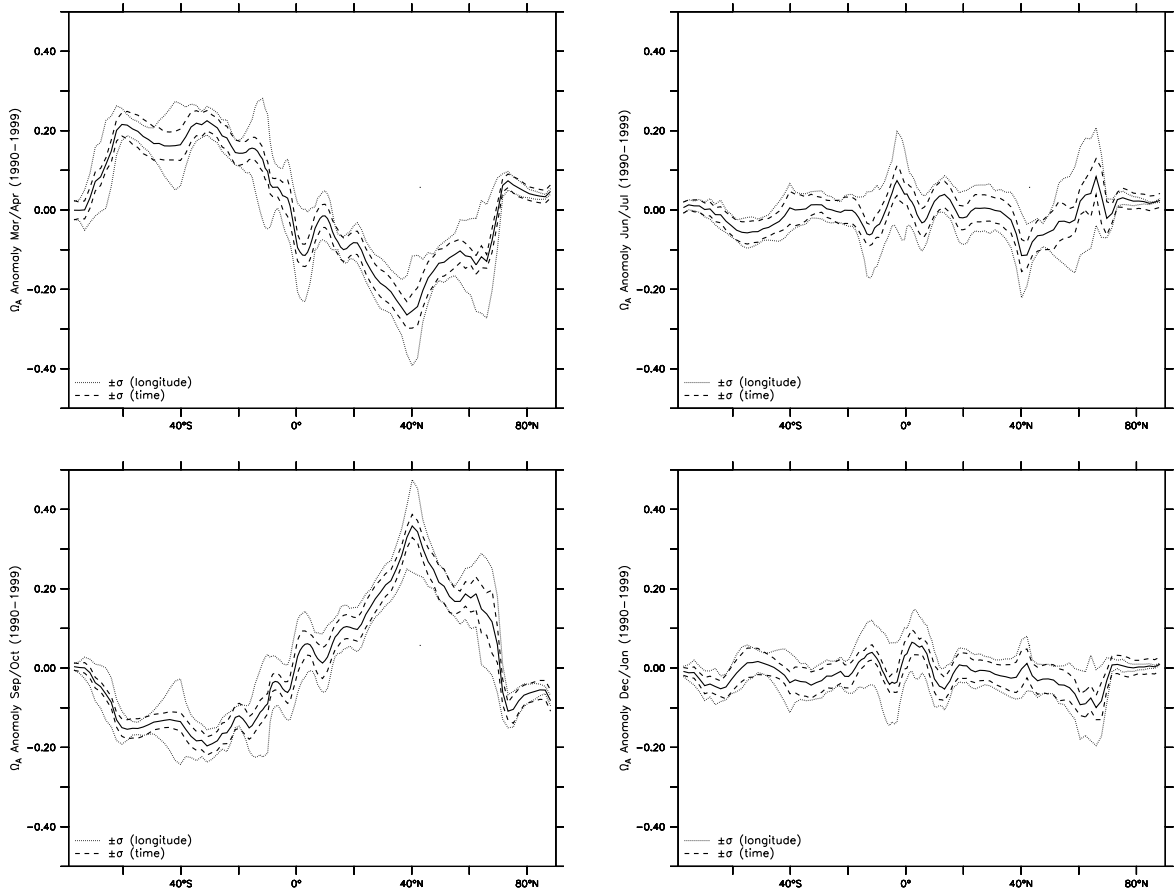 0.40
0.20
0.00
-0.20
-0.40
Ω_A Anomaly Mar/Apr (1990-1999)
±σ (longitude)
±σ (time)
40°S
0°
40°N
80°N
0.40
0.20
0.00
-0.20
-0.40
Ω_A Anomaly Jun/Jul (1990-1999)
±σ (longitude)
±σ (time)
40°S
0°
40°N
80°N
0.40
0.20
0.00
-0.20
-0.40
Ω_A Anomaly Sep/Oct (1990-1999)
±σ (longitude)
±σ (time)
40°S
0°
40°N
80°N
0.40
0.20
0.00
-0.20
-0.40
Ω_A Anomaly Dec/Jan (1990-1999)
±σ (longitude)
±σ (time)
40°S
0°
40°N
80°N